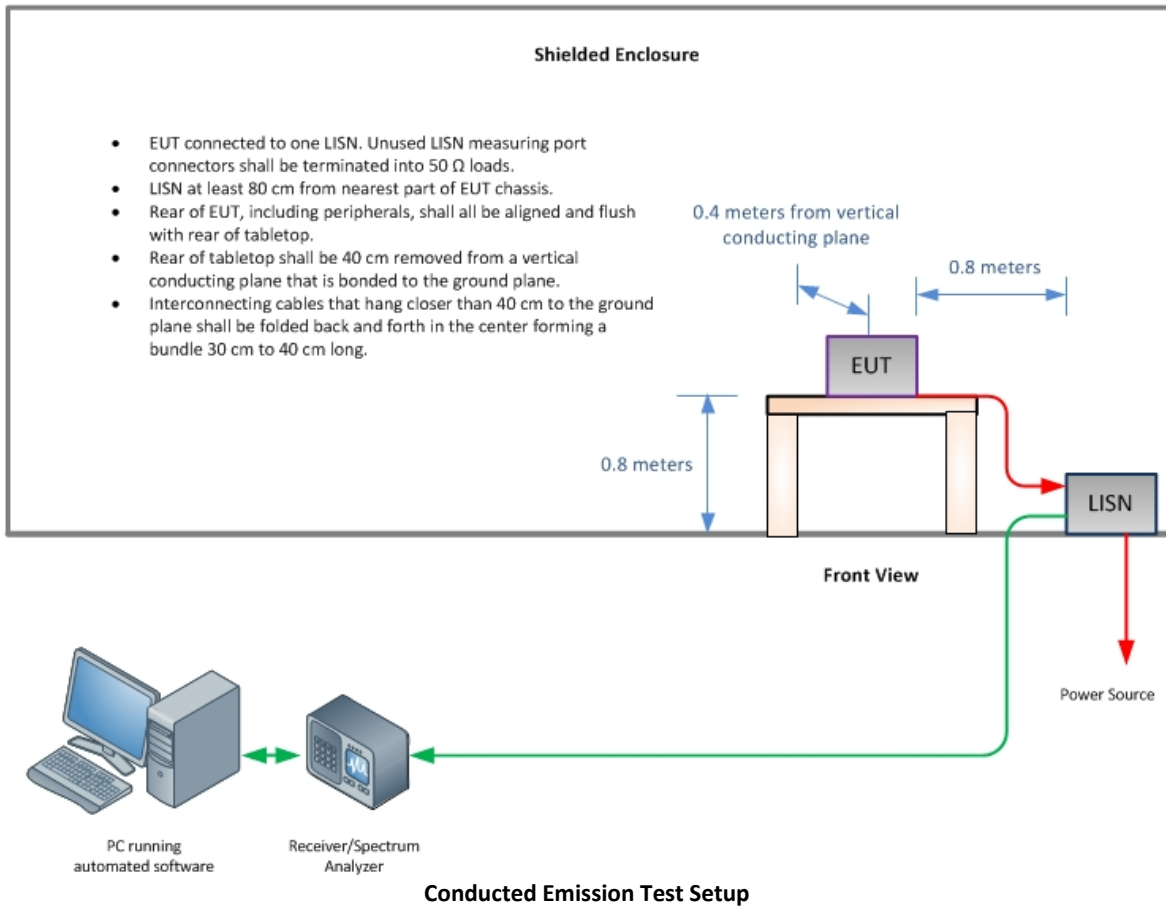 Shielded Enclosure
• EUT connected to one LISN. Unused LISN measuring port
connectors shall be terminated into 50 Ω loads.
• LISN at least 80 cm from nearest part of EUT chassis.
• Rear of EUT, including peripherals, shall all be aligned and flush
with rear of tabletop.
• Rear of tabletop shall be 40 cm removed from a vertical
conducting plane that is bonded to the ground plane.
• Interconnecting cables that hang closer than 40 cm to the ground
plane shall be folded back and forth in the center forming a
bundle 30 cm to 40 cm long.
0.4 meters from vertical
conducting plane
0.8 meters
EUT
0.8 meters
LISN
Front View
Power Source
PC running
automated software
Receiver/Spectrum
Analyzer
Conducted Emission Test Setup